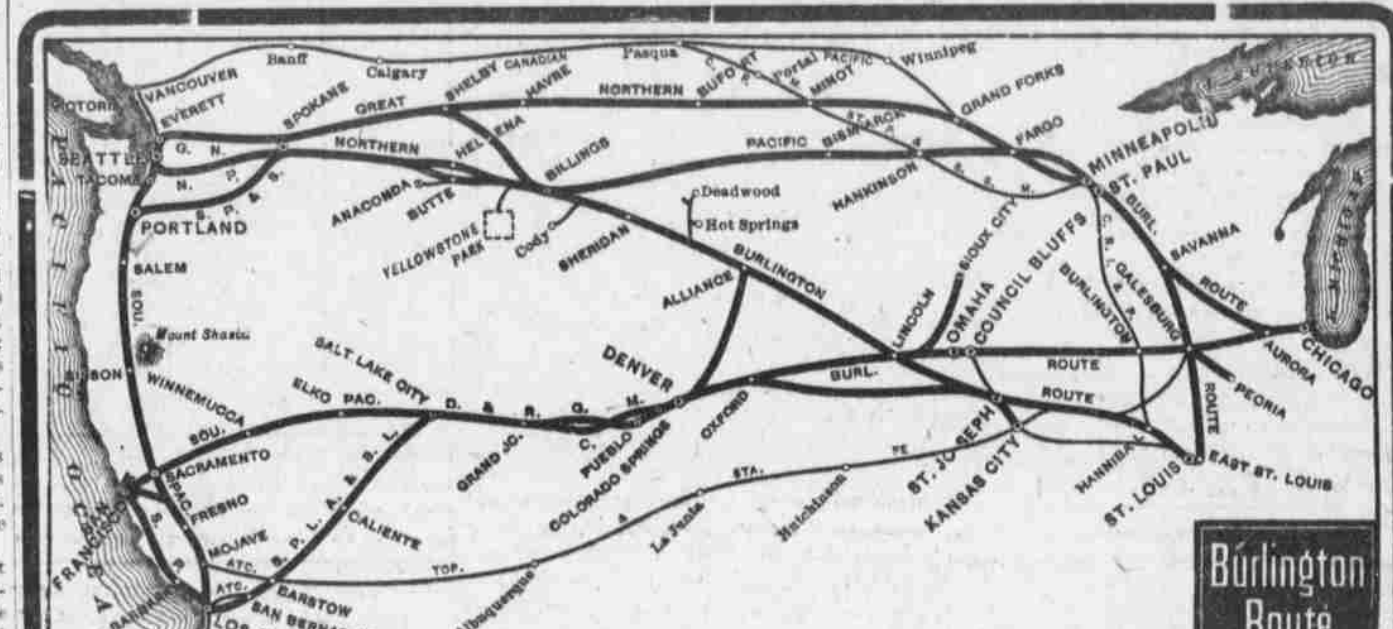 Banff
Calgary
CANADIAN
Pasqua
Portal
PACIFIC
Winnipeg
VANCOUVER
EVERETT
SPOKANE
GREAT
SHELBY
HAVRE
NORTHERN
BUFORD
MINOT
GRAND FORKS
SEATTLE
TACOMA
G. N.
N. P.
S. P. & S.
NORTHERN
HELENA
BILLINGS
PACIFIC
BISMARCK
FARGO
MINNEAPOLIS
ST. PAUL
ANACONDA
BUTTE
HANKINSON
Deadwood
Hot Springs
PORTLAND
YELLOWSTONE
PARK
Cody
SHERIDAN
BURLINGTON
SIOUX CITY
BURL.
SAVANNA
ROUTE
SALEM
SOU.
ALLIANCE
LINCOLN
OMAHA
COUNCIL BLUFFS
C. R. I. & P.
BURLINGTON
GALESBURG
Mount Shasta
SALT LAKE CITY
DENVER
BURL.
ROUTE
AURORA
CHICAGO
WINNEMUCCA
ELKO
PAC.
D. & R. G.
C. M.
OXFORD
ROUTE
PEORIA
ROUTE
SOU.
SACRAMENTO
GRAND JC.
PUEBLO
COLORADO SPRINGS
STA.
FE
ST. JOSEPH
KANSAS CITY
HANNIBAL
ST. LOUIS
EAST ST. LOUIS
SAN
FRANCISCO
PAC.
FRESNO
S. P. L. A. & S. L.
CALIENTE
La Junta
Hutchinson
S. P.
MOJAVE
ATC.
TOP.
&
Albuquerque
ATC.
BARSTOW
Burlington
Route